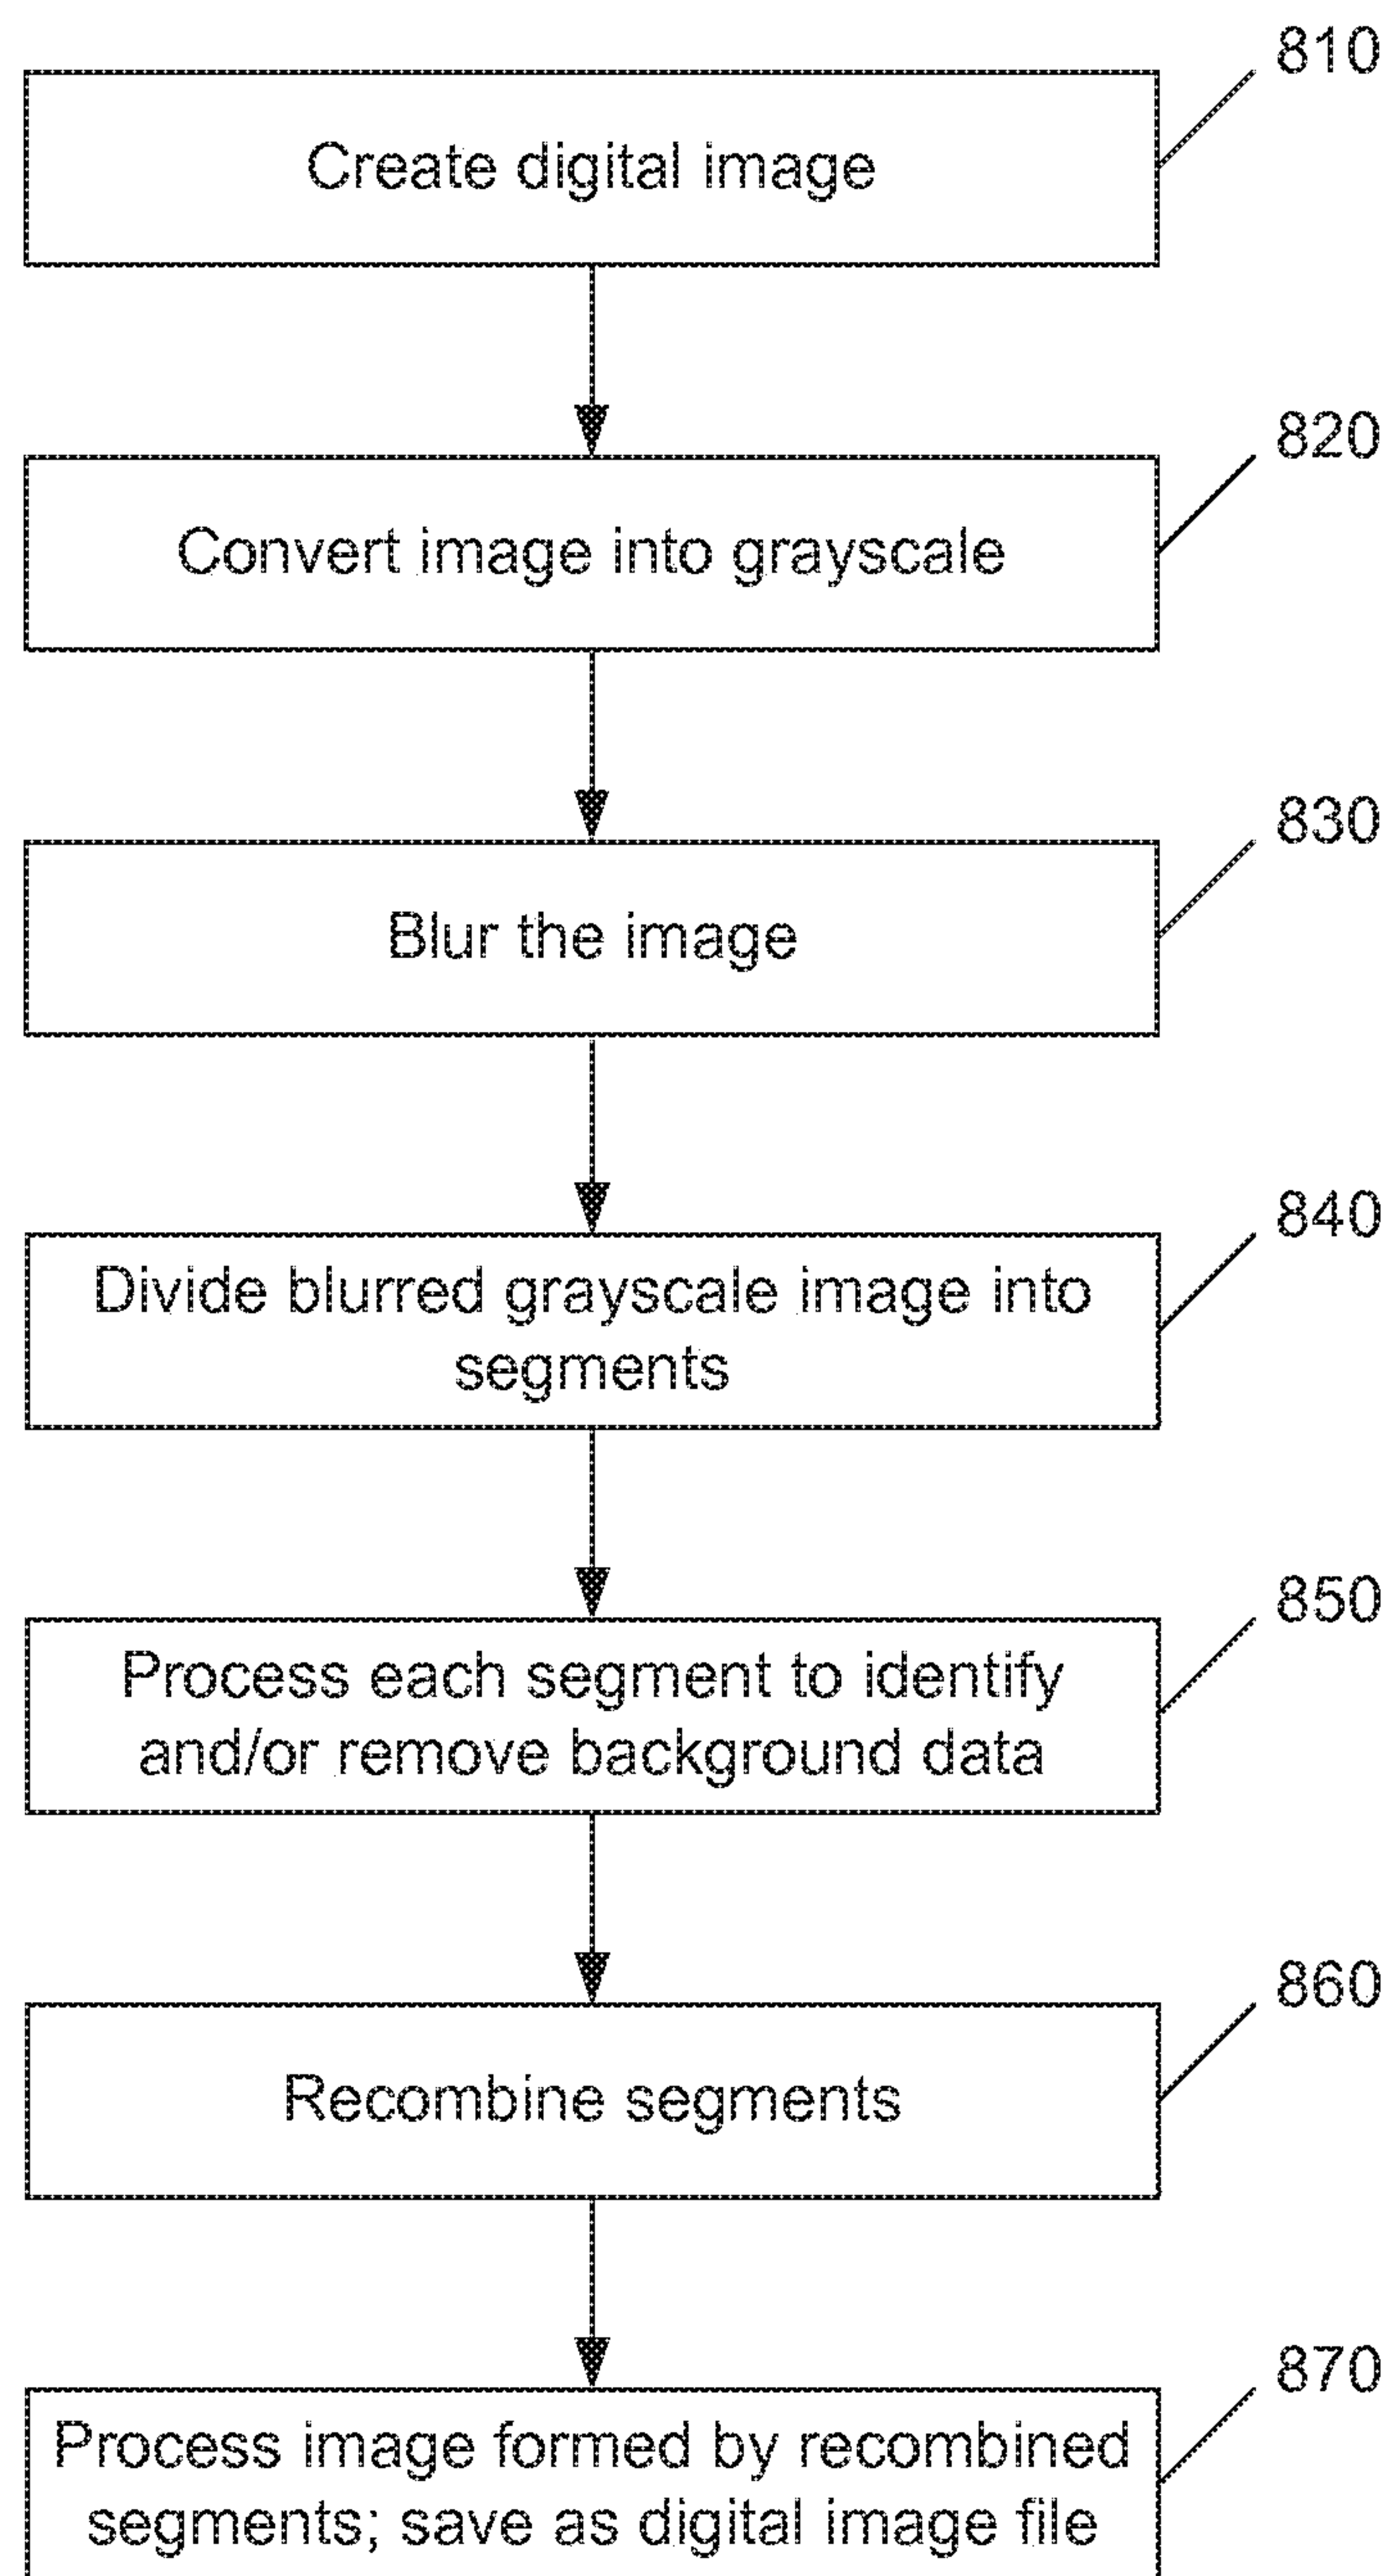 810
Create digital image
820
Convert image into grayscale
830
Blur the image
840
Divide blurred grayscale image into
segments
850
Process each segment to identify
and/or remove background data
860
Recombine segments
870
Process image formed by recombined
segments; save as digital image file